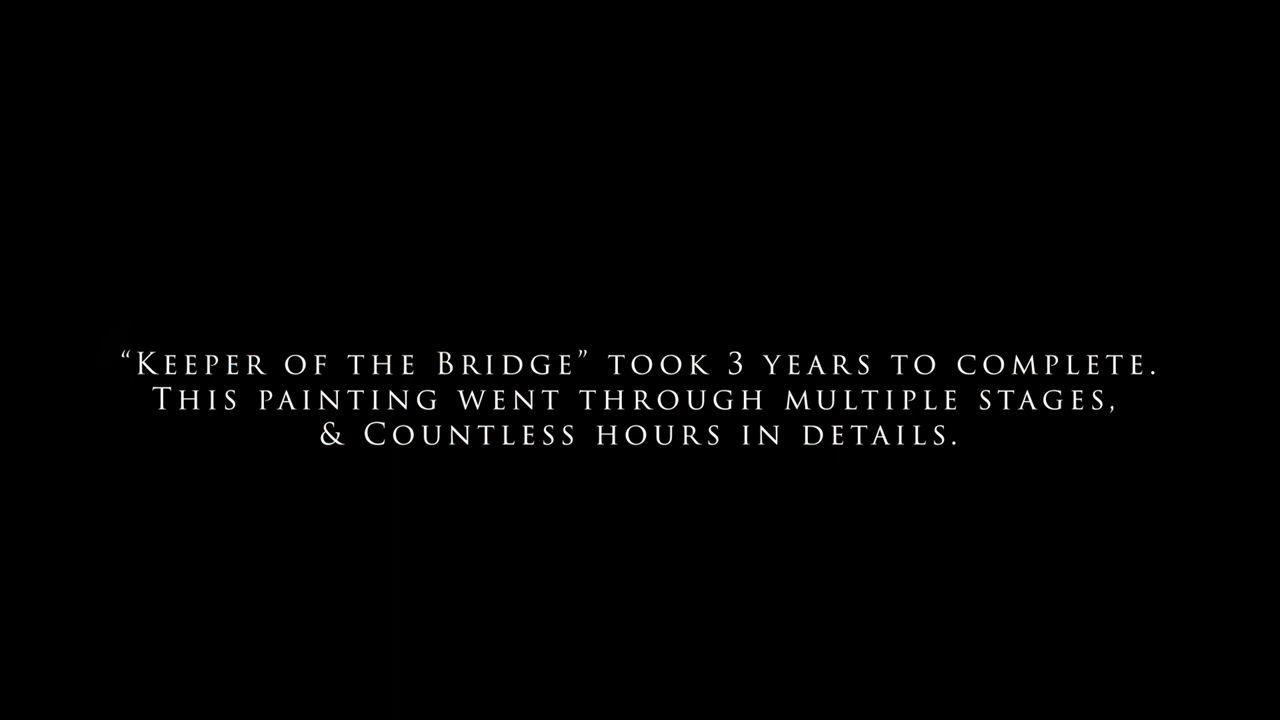 “Keeper of the Bridge” took 3 years to complete.
This painting went through multiple stages,
& Countless hours in details.